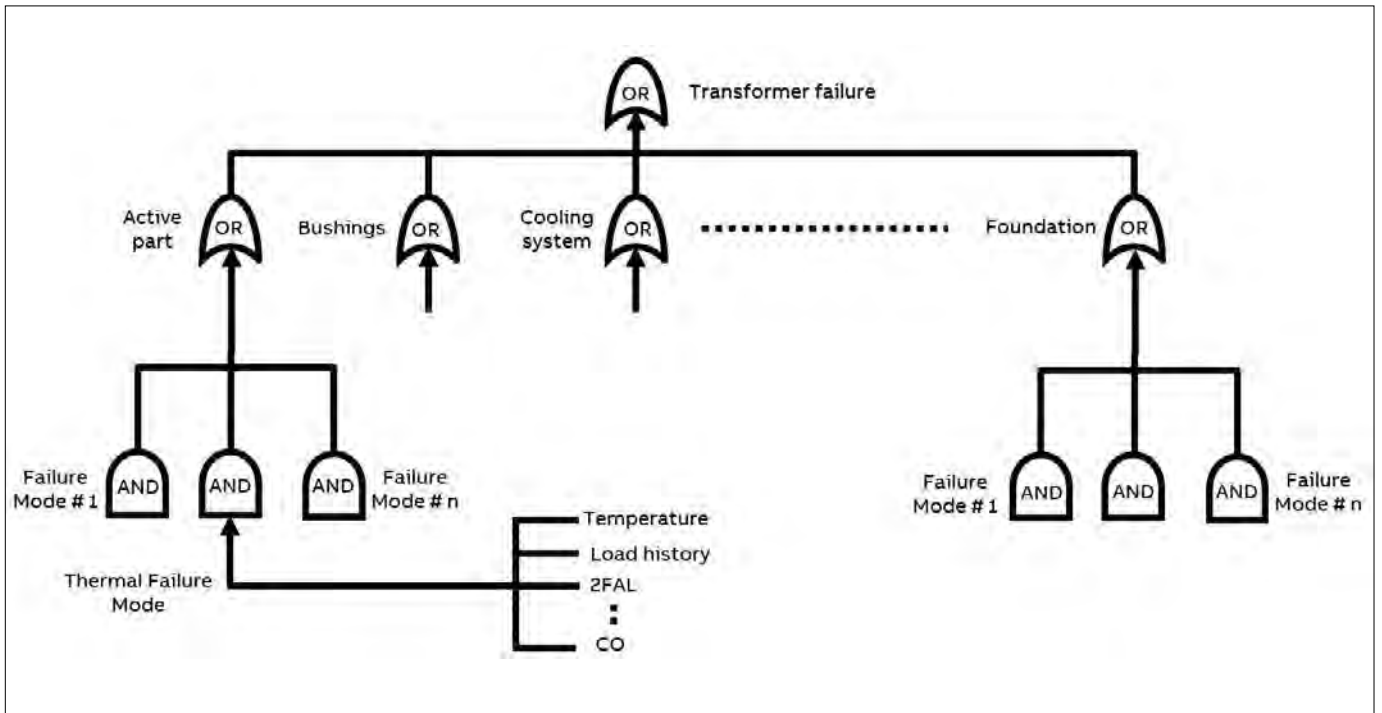 OR
Transformer failure
Active
part
OR
Bushings
OR
Cooling
system
OR
Foundation
OR
Failure
Mode # 1
AND
AND
AND
Failure
Mode # n
Failure
Mode # 1
AND
AND
AND
Failure
Mode # n
Thermal Failure
Mode
Temperature
Load history
2FAL
CO